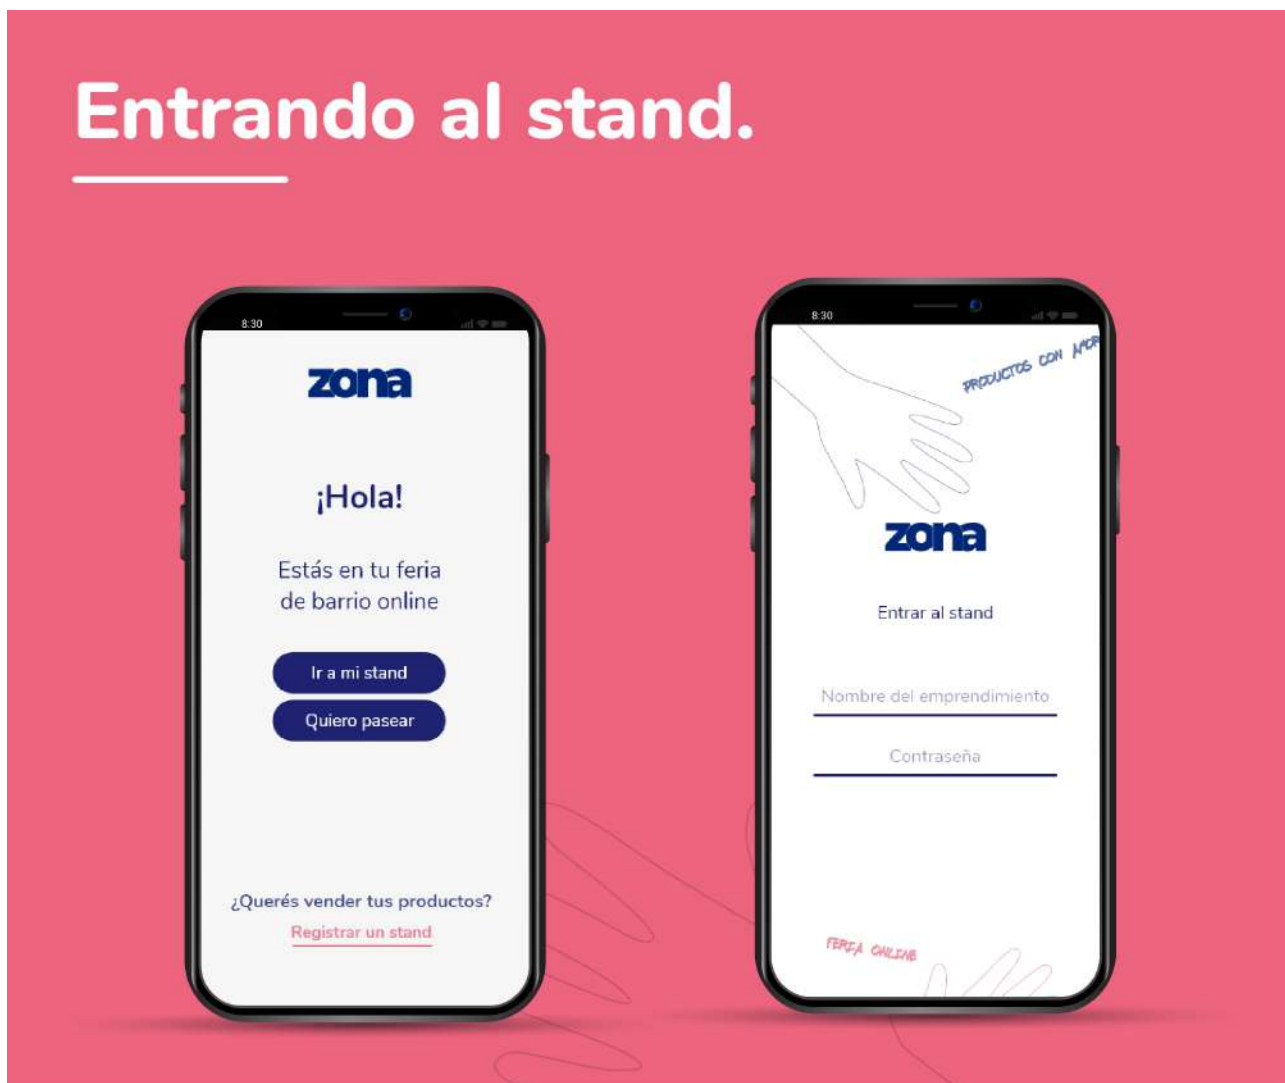 Entrando al stand.
8:30
zona
¡Hola!
Estás en tu feria
de barrio online
Ir a mi stand
Quiero pasear
¿Querés vender tus productos?
Registrar un stand
8:30
PRODUCTOS CON AMOR
zona
Entrar al stand
Nombre del emprendimiento
Contraseña
FERIA ONLINE